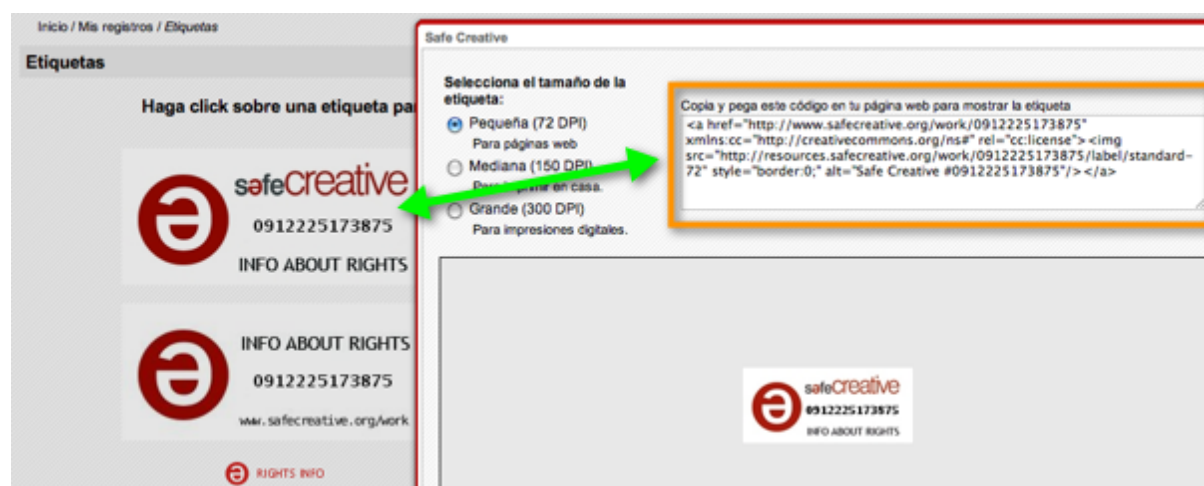 Inicio / Mis registros / Etiquetas
Etiquetas
Haga click sobre una etiqueta pa
safecreative
0912225173875
INFO ABOUT RIGHTS
INFO ABOUT RIGHTS
0912225173875
www.safecreative.org/work
RIGHTS INFO
Safe Creative
Selecciona el tamaño de la
etiqueta:
Pequeña (72 DPI)
Para páginas web
Mediana (150 DPI)
Para imprimir en casa.
Grande (300 DPI)
Para impresiones digitales.
Copia y pega este código en tu página web para mostrar la etiqueta
<a href="http://www.safecreative.org/work/0912225173875"
xmlns:cc="http://creativecommons.org/ns#" rel="cc:license"><img
src="http://resources.safecreative.org/work/0912225173875/label/standard-
72" style="border:0;" alt="Safe Creative #0912225173875"/></a>
safecreative
0912225173875
INFO ABOUT RIGHTS